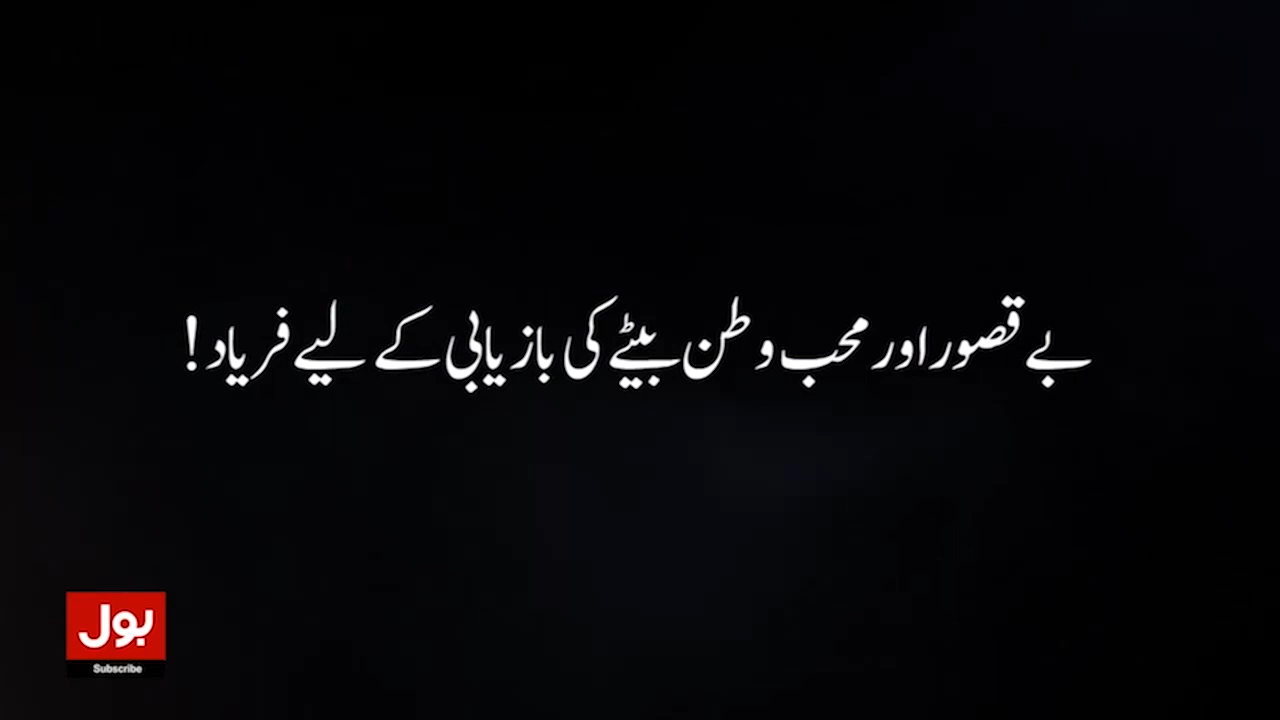 بے قصور اور محب وطن بیٹے کی بازیابی کے لیے فریاد!
بول
Subscribe